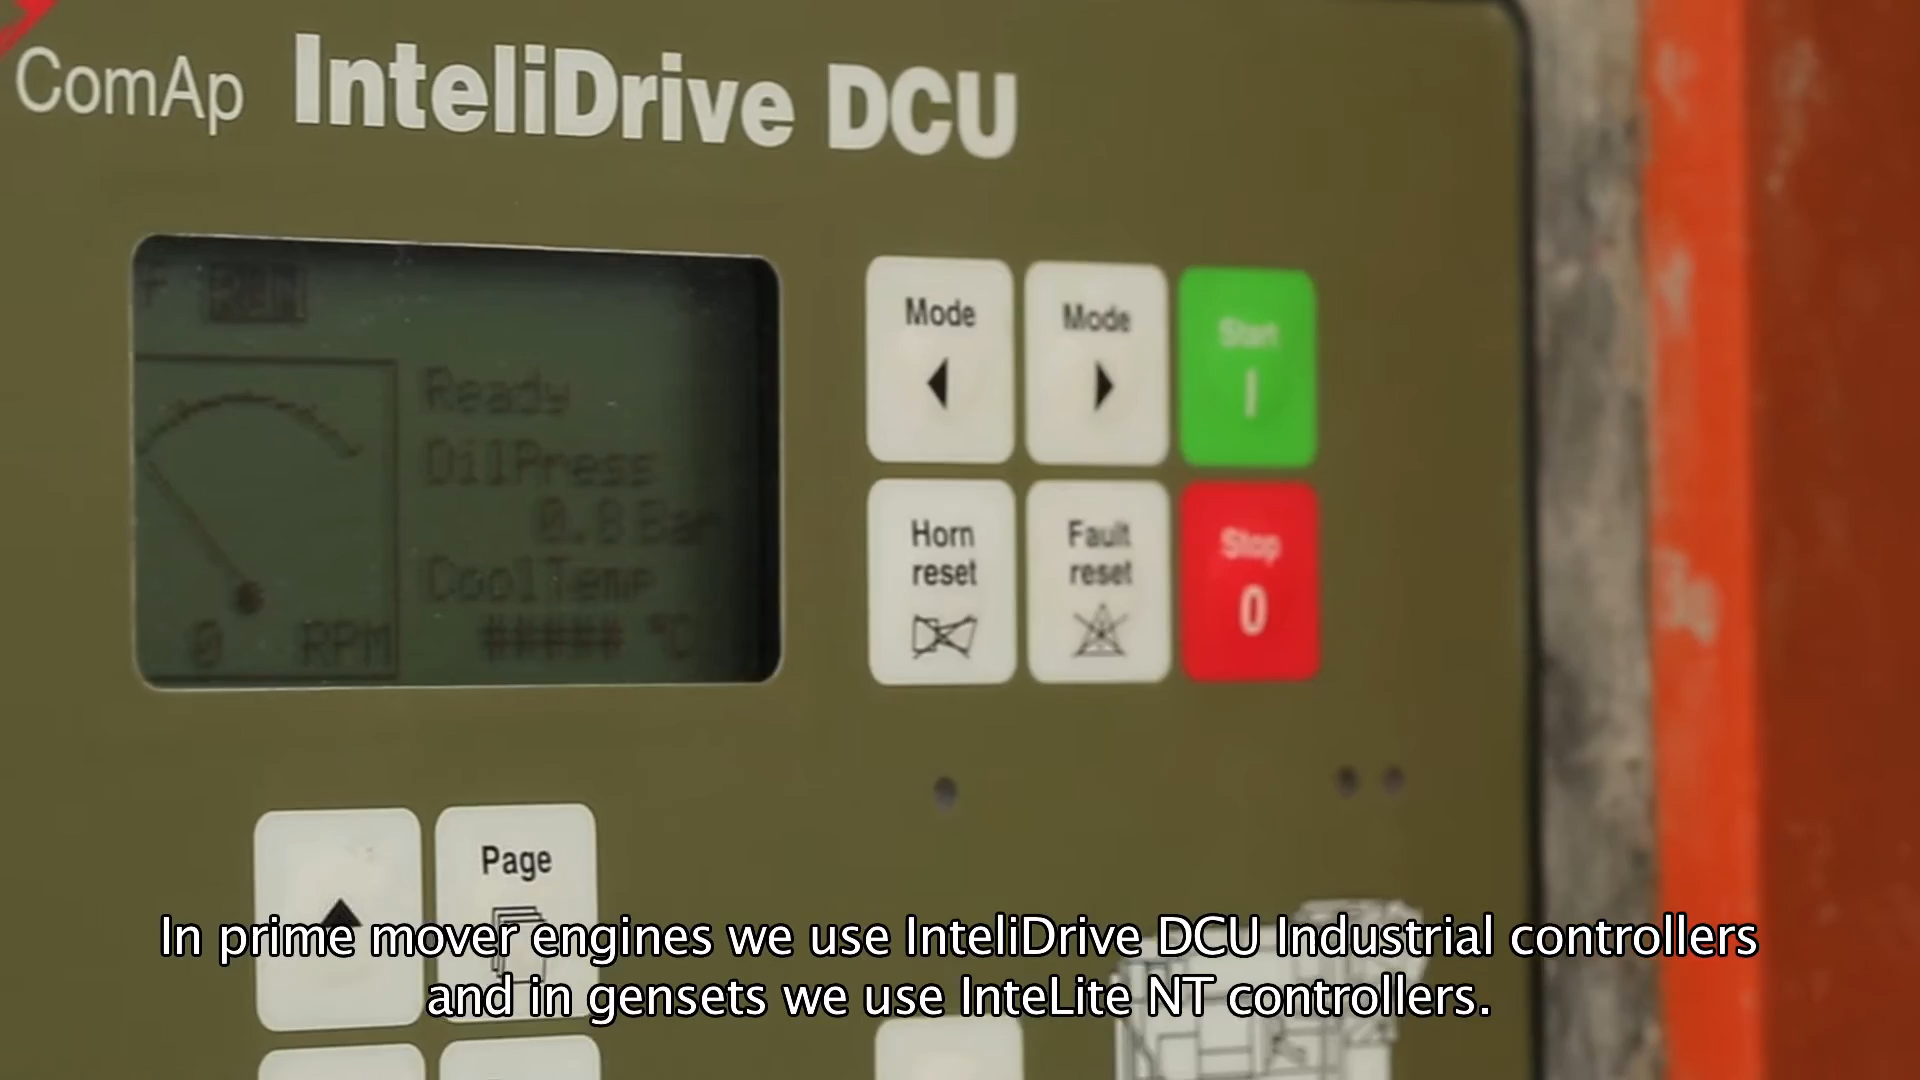 ComAp InteliDrive DCU
Ready
OilPress
0.8 Bar
CoolTemp
##### °C
0 RPM
Mode
Mode
Start
I
Horn
reset
Fault
reset
Stop
0
Page
In prime mover engines we use InteliDrive DCU Industrial controllers
and in gensets we use InteLite NT controllers.